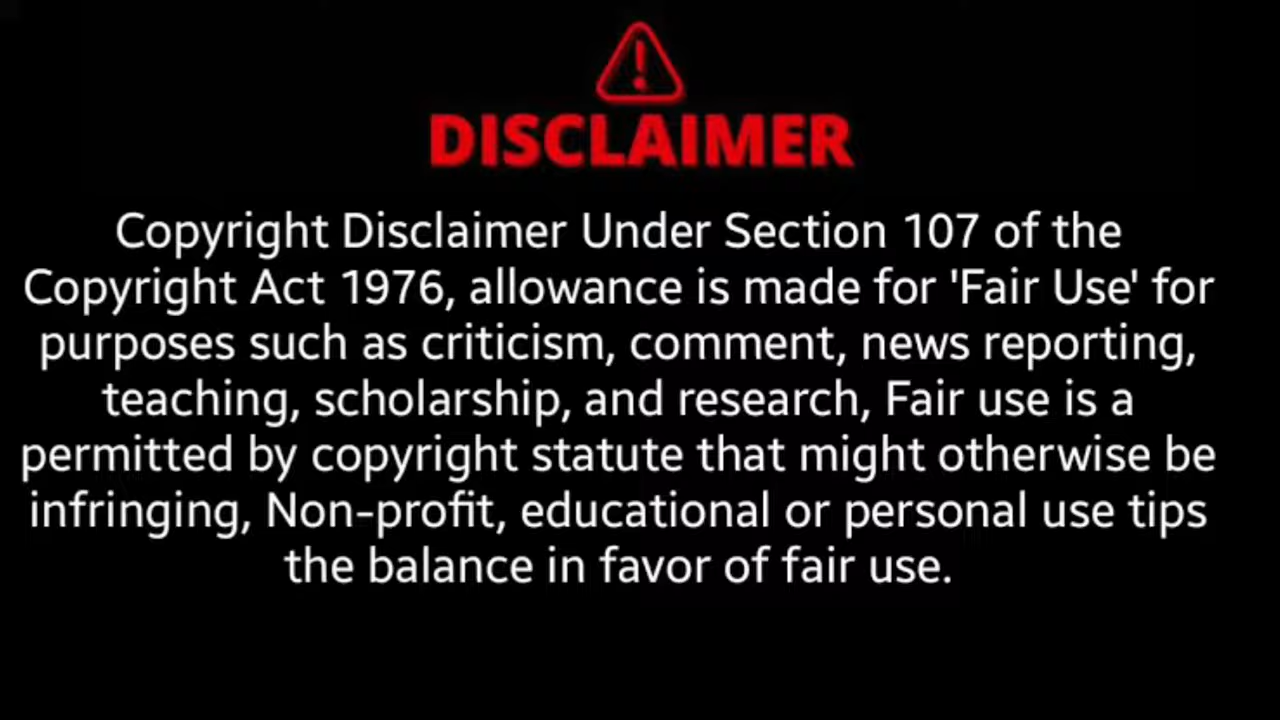 DISCLAIMER
Copyright Disclaimer Under Section 107 of the
Copyright Act 1976, allowance is made for 'Fair Use' for
purposes such as criticism, comment, news reporting,
teaching, scholarship, and research, Fair use is a
permitted by copyright statute that might otherwise be
infringing, Non-profit, educational or personal use tips
the balance in favor of fair use.